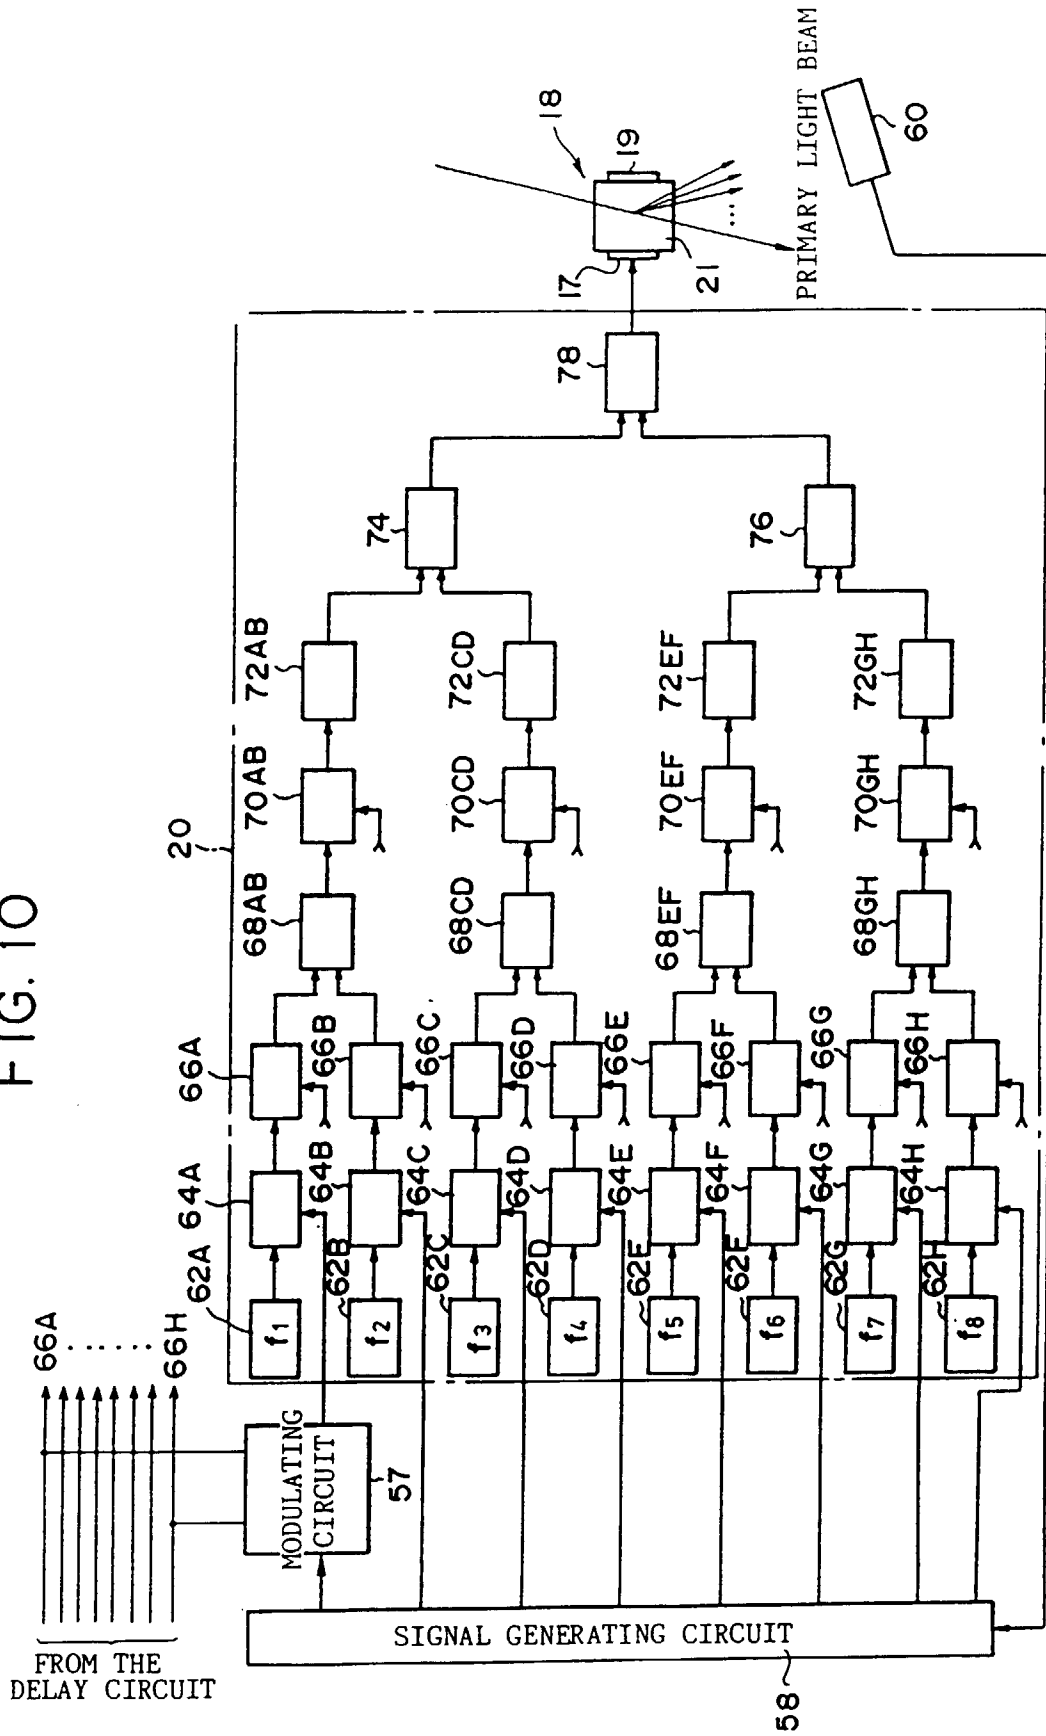 FIG. 10
FROM THE
DELAY CIRCUIT
66A
......
66H
MODULATING
CIRCUIT
57
SIGNAL GENERATING CIRCUIT
58
20
62A
64A
66A
f1
62B
64B
66B
f2
62C
64C
66C
f3
62D
64D
66D
f4
62E
64E
66E
f5
62F
64F
66F
f6
62G
64G
66G
f7
62H
64H
66H
f8
68AB
70AB
72AB
68CD
70CD
72CD
68EF
70EF
72EF
68GH
70GH
72GH
74
76
78
17
18
19
21
...
PRIMARY LIGHT BEAM
60